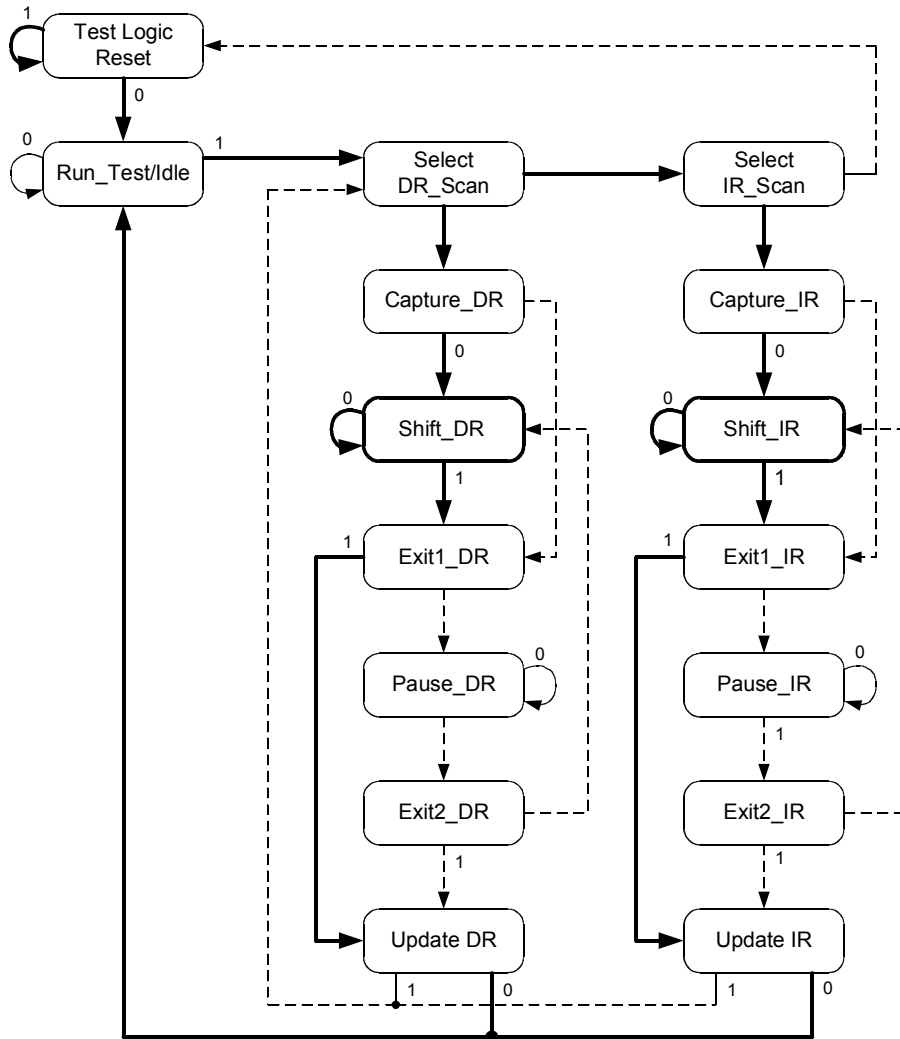 1
Test Logic
Reset
0
0
Run_Test/Idle
1
Select
DR_Scan
Select
IR_Scan
Capture_DR
Capture_IR
0
0
0
Shift_DR
0
Shift_IR
1
1
1
Exit1_DR
1
Exit1_IR
Pause_DR
0
Pause_IR
0
1
Exit2_DR
Exit2_IR
1
1
Update DR
Update IR
1
0
1
0